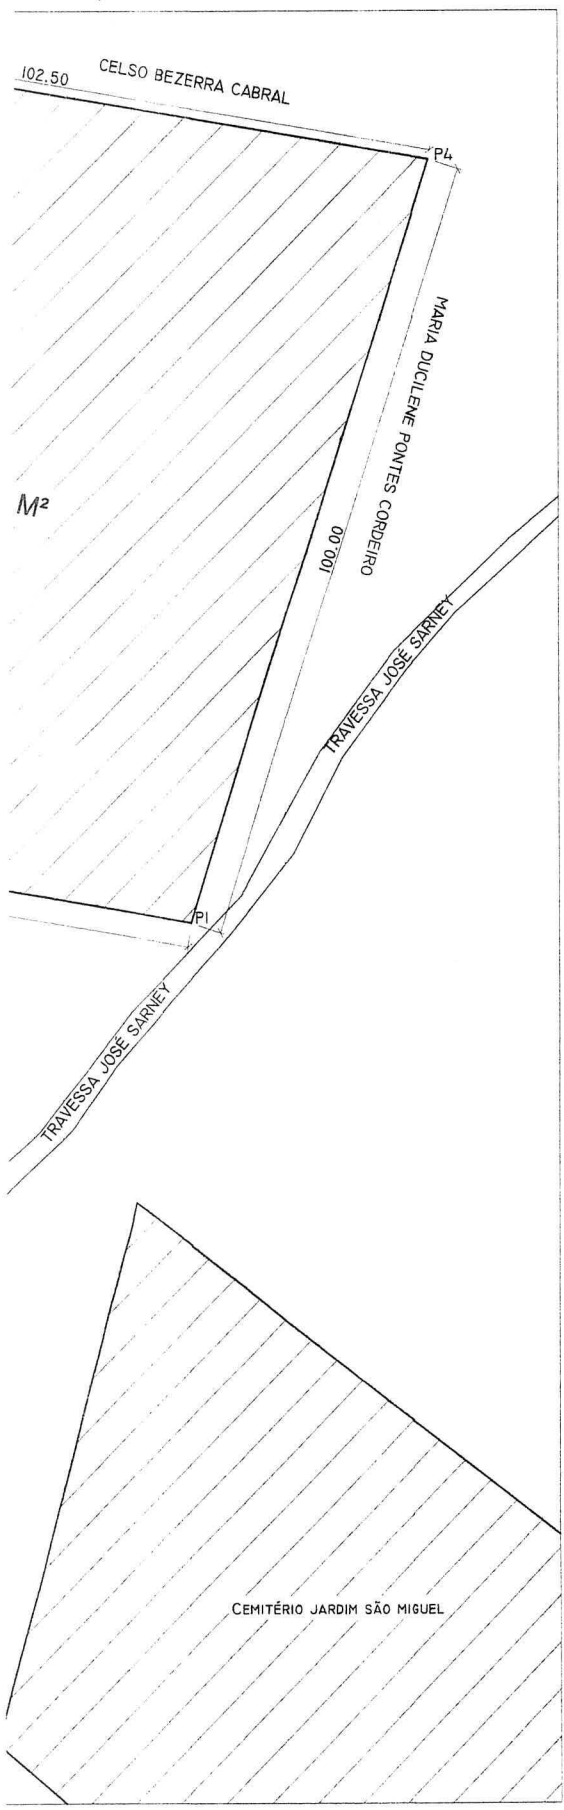 102.50
CELSO BEZERRA CABRAL
P4
MARIA DUCILENE PONTES CORDEIRO
M²
100.00
TRAVESSA JOSÉ SARNEY
P1
TRAVESSA JOSÉ SARNEY
CEMITÉRIO JARDIM SÃO MIGUEL